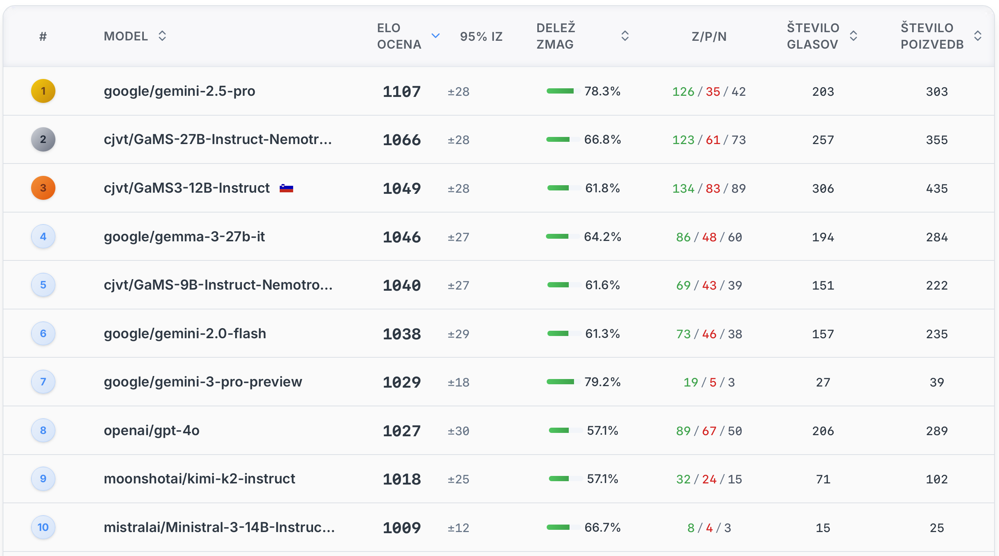 # MODEL ELO OCENA 95% IZ DELEŽ ZMAG Z/P/N ŠTEVILO GLASOV ŠTEVILO POIZVEDB
1 google/gemini-2.5-pro 1107 ±28 78.3% 126 / 35 / 42 203 303
2 cjvt/GaMS-27B-Instruct-Nemotr... 1066 ±28 66.8% 123 / 61 / 73 257 355
3 cjvt/GaMS3-12B-Instruct 1049 ±28 61.8% 134 / 83 / 89 306 435
4 google/gemma-3-27b-it 1046 ±27 64.2% 86 / 48 / 60 194 284
5 cjvt/GaMS-9B-Instruct-Nemotro... 1040 ±27 61.6% 69 / 43 / 39 151 222
6 google/gemini-2.0-flash 1038 ±29 61.3% 73 / 46 / 38 157 235
7 google/gemini-3-pro-preview 1029 ±18 79.2% 19 / 5 / 3 27 39
8 openai/gpt-4o 1027 ±30 57.1% 89 / 67 / 50 206 289
9 moonshotai/kimi-k2-instruct 1018 ±25 57.1% 32 / 24 / 15 71 102
10 mistralai/Ministral-3-14B-Instruc... 1009 ±12 66.7% 8 / 4 / 3 15 25